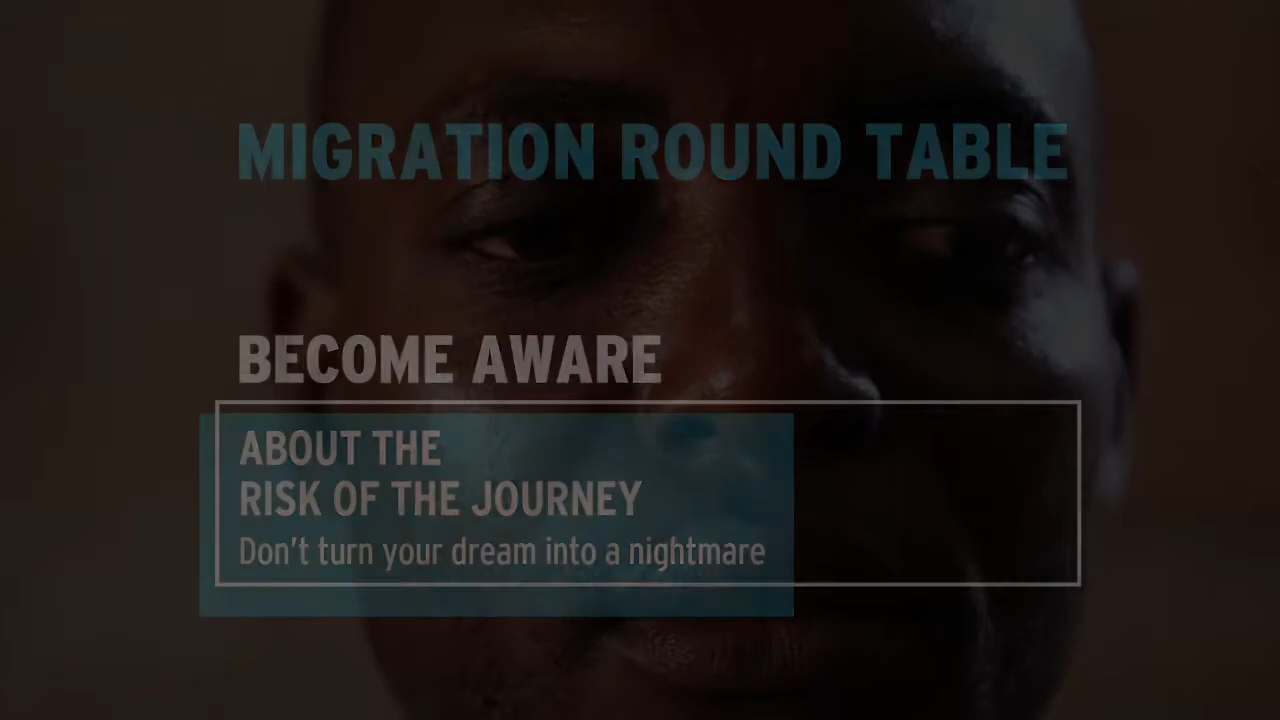 MIGRATION ROUND TABLE
BECOME AWARE
ABOUT THE
RISK OF THE JOURNEY
Don't turn your dream into a nightmare